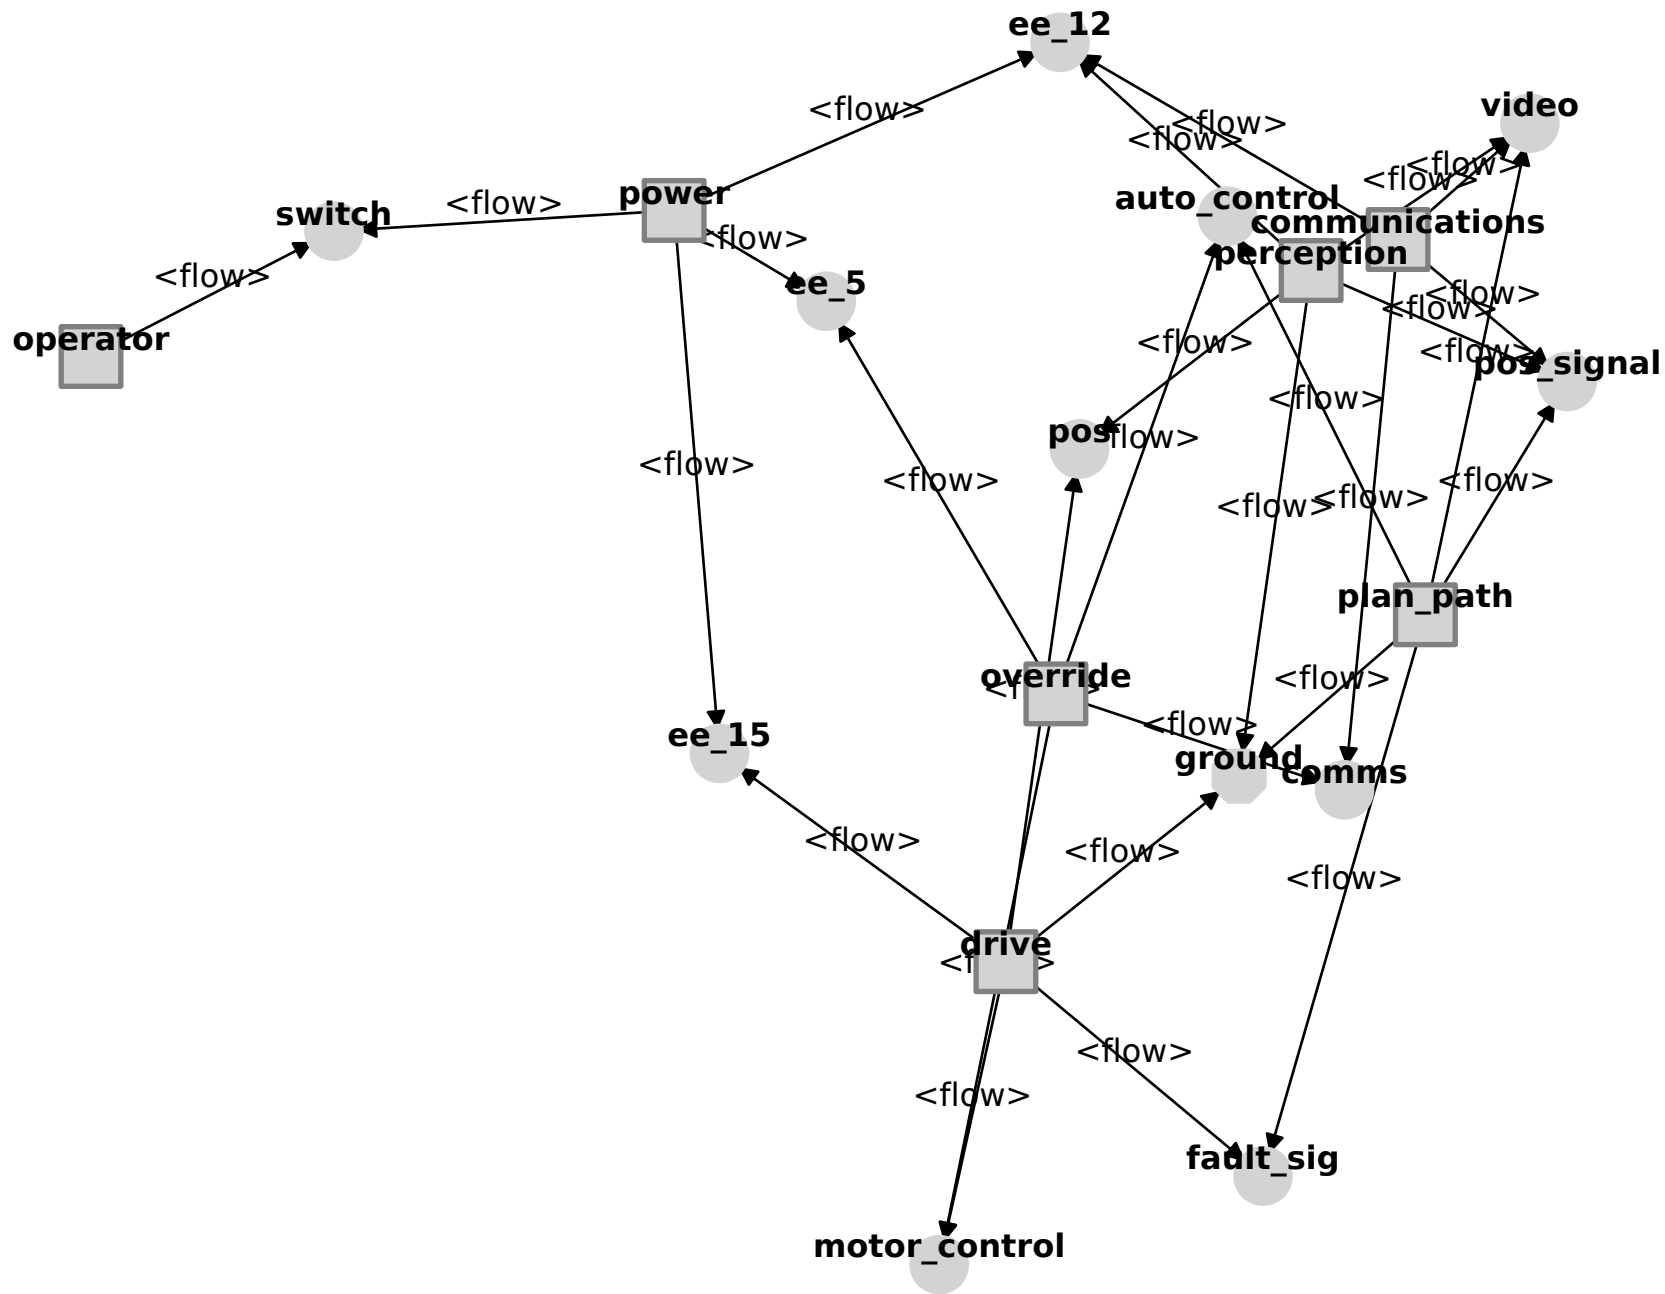 ee_12
video
<flow>
<flow>
<flow>
<flow>
<flow>
power
auto_control
<flow>
switch
communications
<flow>
perception
<flow>
ee_5
<flow>
<flow>
operator
<flow>
<flow>
pos_signal
<flow>
pos
<flow>
<flow>
<flow>
<flow>
<flow>
<flow>
plan_path
override
<flow>
<flow>
ee_15
ground
comms
<flow>
<flow>
<flow>
drive
<flow>
<flow>
fault_sig
motor_control